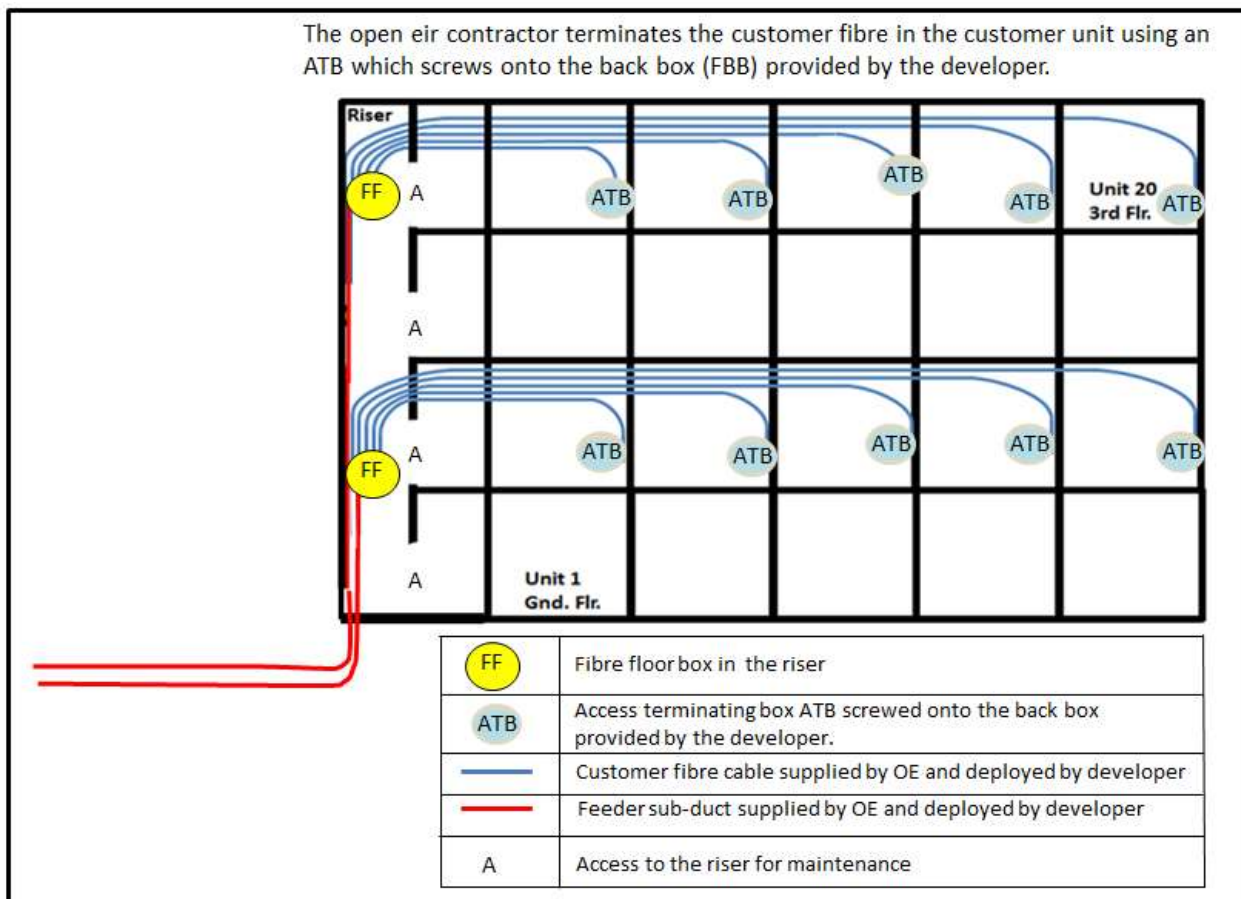 The open eir contractor terminates the customer fibre in the customer unit using an
ATB which screws onto the back box (FBB) provided by the developer.
Riser
FF
A
ATB
ATB
ATB
ATB
Unit 20
3rd Flr.
ATB
A
FF
A
ATB
ATB
ATB
ATB
ATB
A
Unit 1
Gnd. Flr.
FF
Fibre floor box in the riser
ATB
Access terminating box ATB screwed onto the back box
provided by the developer.
Customer fibre cable supplied by OE and deployed by developer
Feeder sub-duct supplied by OE and deployed by developer
A
Access to the riser for maintenance